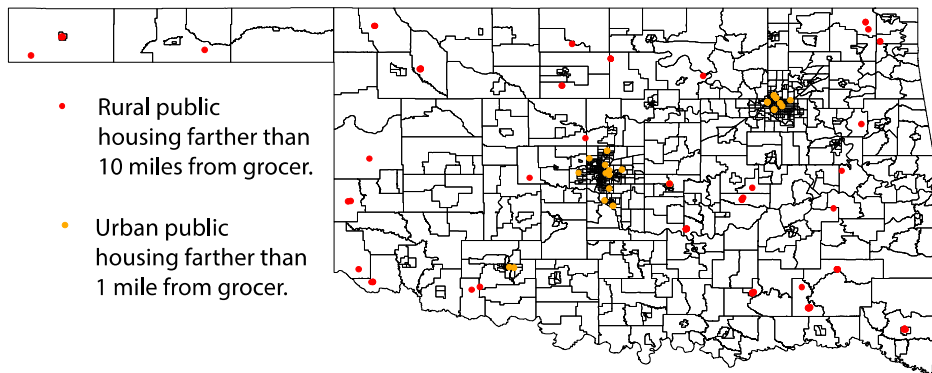 Rural public
housing farther than
10 miles from grocer.
Urban public
housing farther than
1 mile from grocer.